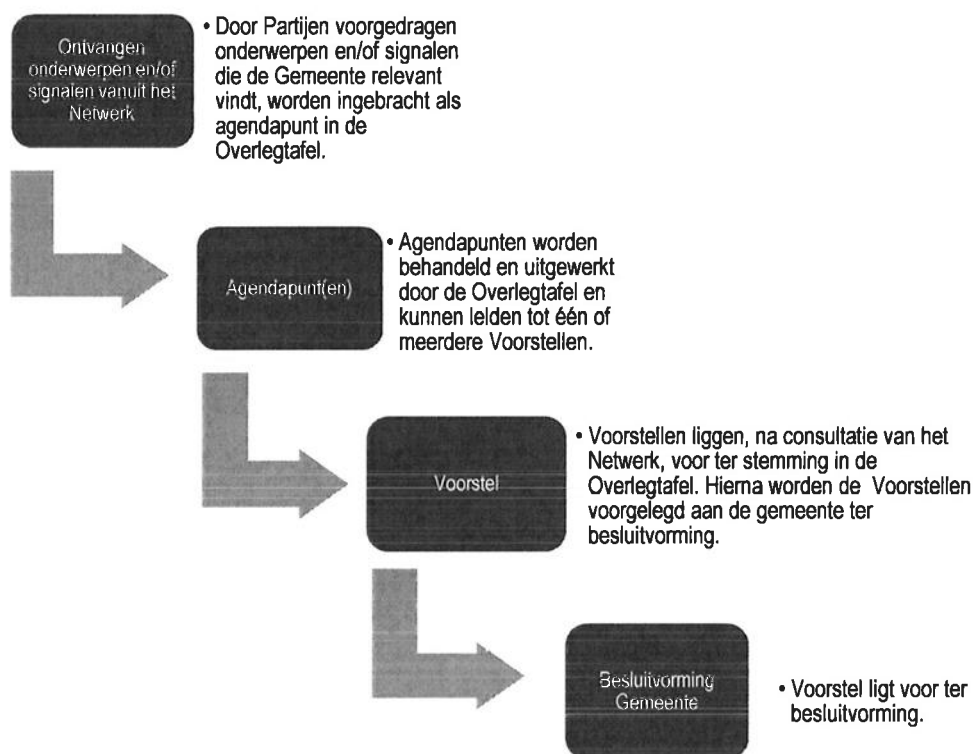 Ontvangen
onderwerpen en/of
signalen vanuit het
Netwerk
• Door Partijen voorgedragen
onderwerpen en/of signalen
die de Gemeente relevant
vindt, worden ingebracht als
agendapunt in de
Overlegtafel.
Agendapunt(en)
• Agendapunten worden
behandeld en uitgewerkt
door de Overlegtafel en
kunnen leiden tot één of
meerdere Voorstellen.
Voorstel
• Voorstellen liggen, na consultatie van het
Netwerk, voor ter stemming in de
Overlegtafel. Hierna worden de Voorstellen
voorgelegd aan de gemeente ter
besluitvorming.
Besluitvorming
Gemeente
• Voorstel ligt voor ter
besluitvorming.